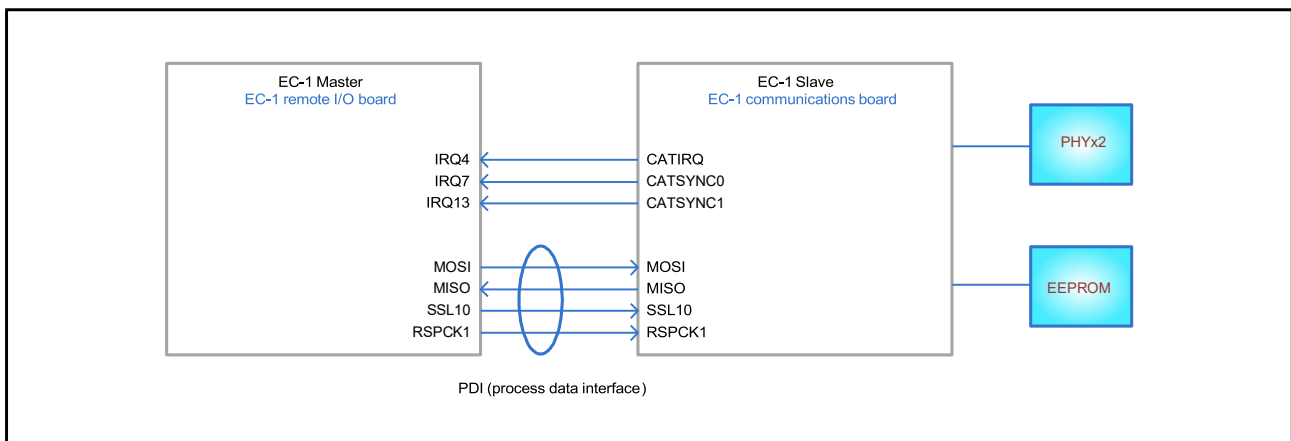 EC-1 Master
EC-1 remote I/O board
EC-1 Slave
EC-1 communications board
PHYx2
IRQ4
CATIRQ
IRQ7
CATSYNC0
IRQ13
CATSYNC1
MOSI
MOSI
MISO
MISO
EEPROM
SSL10
SSL10
RSPCK1
RSPCK1
PDI (process data interface)